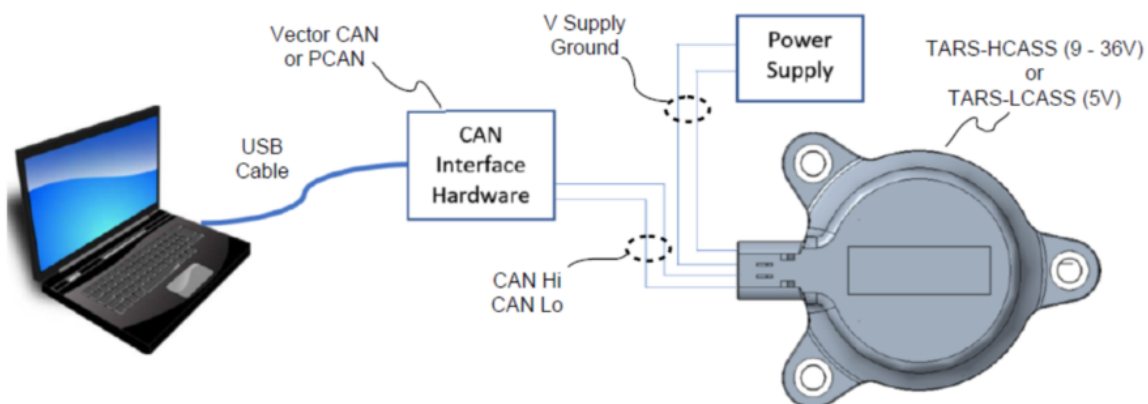 Vector CAN
or PCAN
V Supply
Ground
Power
Supply
TARS-HCASS (9 - 36V)
or
TARS-LCASS (5V)
USB
Cable
CAN
Interface
Hardware
CAN Hi
CAN Lo